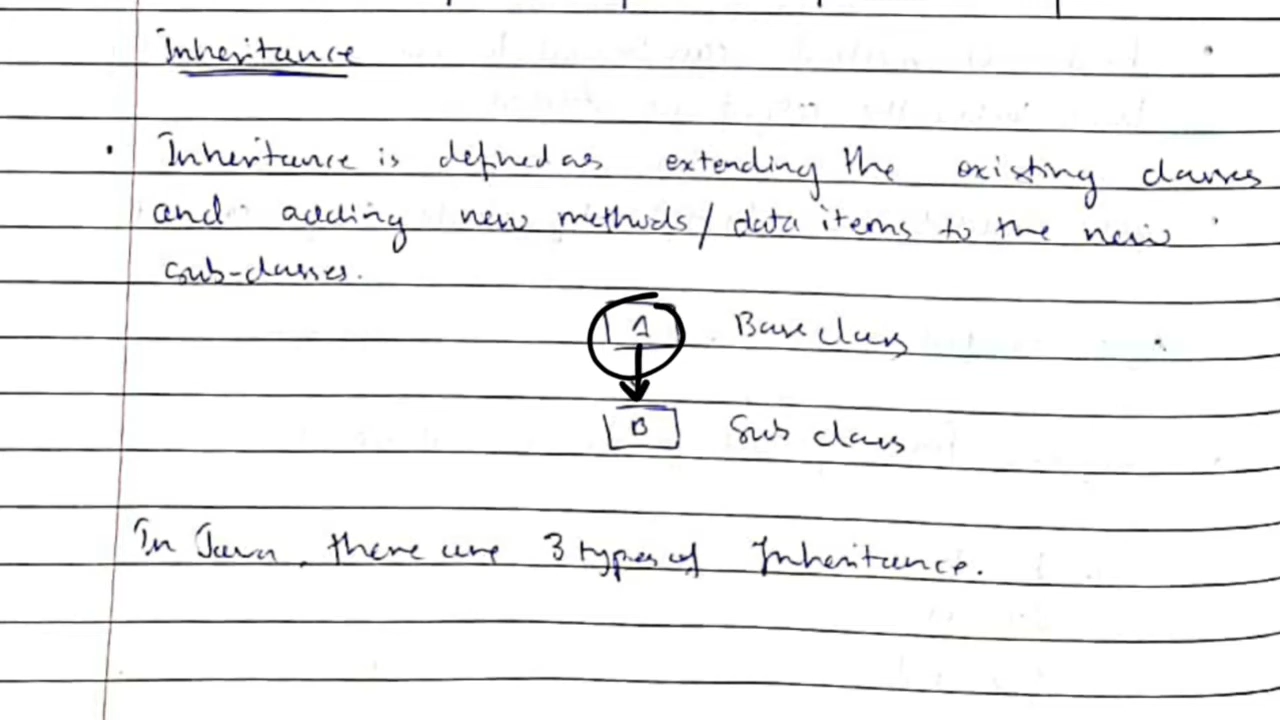 Inheritance
• Inheritance is defined as extending the existing classes
and adding new methods/data items to the new
sub-classes.
A Base class
B Sub class
In Java, there are 3 types of Inheritance.